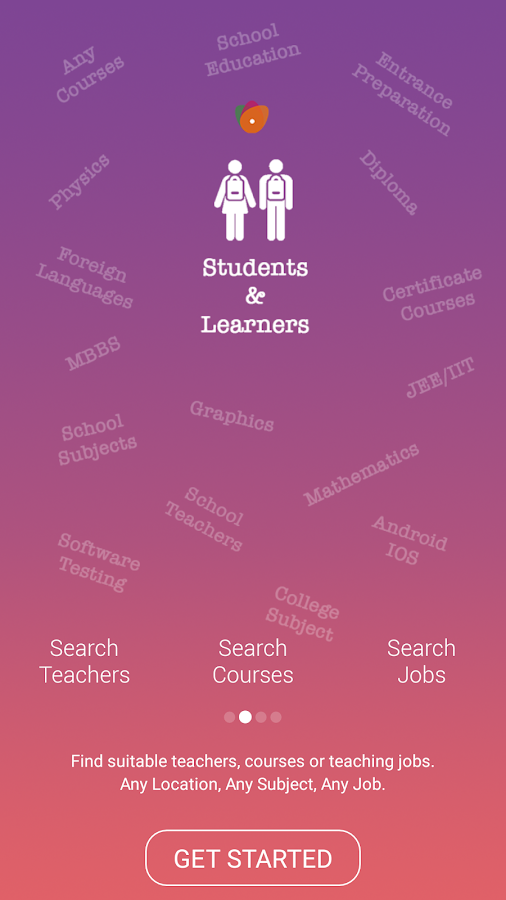 Any
Courses
School
Education
Entrance
Preparation
Physics
Diploma
Students
&
Learners
Foreign
Languages
Certificate
Courses
MBBS
JEE/IIT
School
Subjects
Graphics
Mathematics
School
Teachers
Android
IOS
Software
Testing
College
Subject
Search
Teachers
Search
Courses
Search
Jobs
Find suitable teachers, courses or teaching jobs.
Any Location, Any Subject, Any Job.
GET STARTED